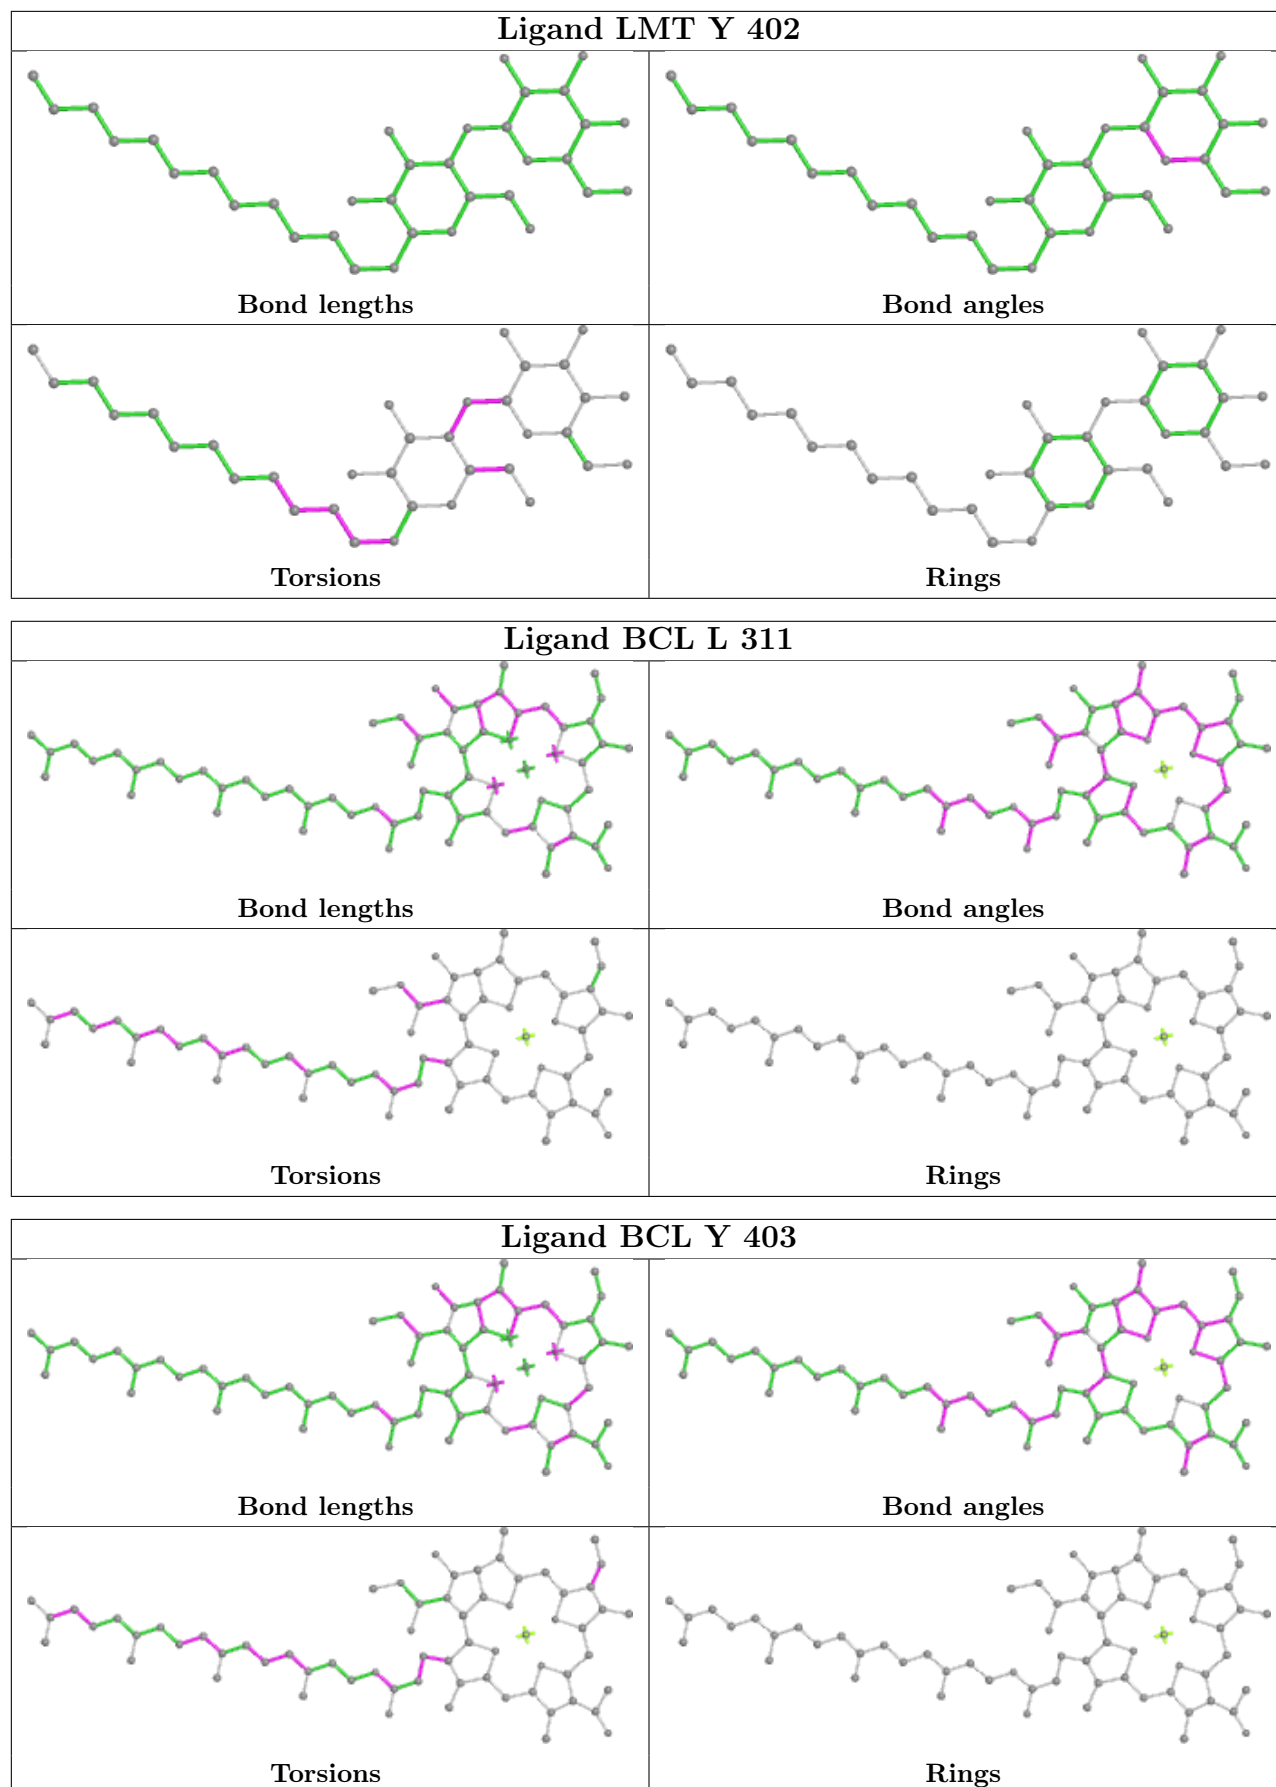 Ligand LMT Y 402
Bond lengths
Bond angles
Torsions
Rings
Ligand BCL L 311
Bond lengths
Bond angles
Torsions
Rings
Ligand BCL Y 403
Bond lengths
Bond angles
Torsions
Rings